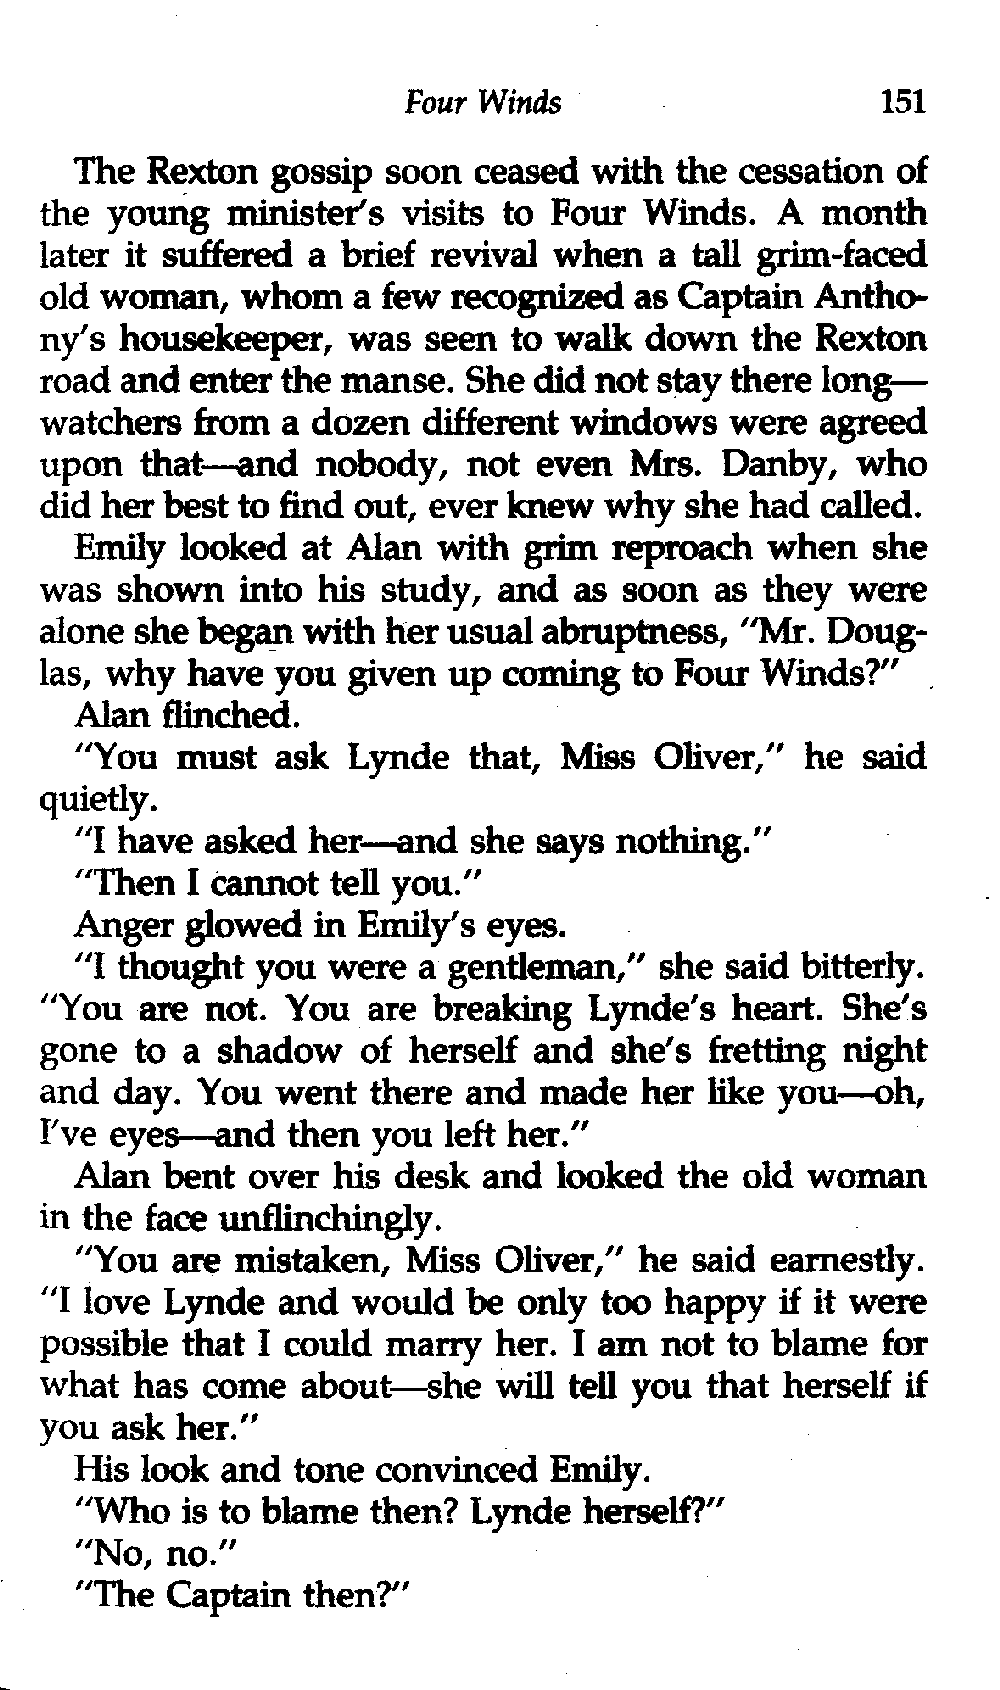 Four Winds 151
The Rexton gossip soon ceased with the cessation of
the young minister's visits to Four Winds. A month
later it suffered a brief revival when a tall grim-faced
old woman, whom a few recognized as Captain Antho-
ny's housekeeper, was seen to walk down the Rexton
road and enter the manse. She did not stay there long—
watchers from a dozen different windows were agreed
upon that—and nobody, not even Mrs. Danby, who
did her best to find out, ever knew why she had called.
Emily looked at Alan with grim reproach when she
was shown into his study, and as soon as they were
alone she began with her usual abruptness, "Mr. Doug-
las, why have you given up coming to Four Winds?"
Alan flinched.
"You must ask Lynde that, Miss Oliver," he said
quietly.
"I have asked her—and she says nothing."
"Then I cannot tell you."
Anger glowed in Emily's eyes.
"I thought you were a gentleman," she said bitterly.
"You are not. You are breaking Lynde's heart. She's
gone to a shadow of herself and she's fretting night
and day. You went there and made her like you—oh,
I've eyes—and then you left her."
Alan bent over his desk and looked the old woman
in the face unflinchingly.
"You are mistaken, Miss Oliver," he said earnestly.
"I love Lynde and would be only too happy if it were
possible that I could marry her. I am not to blame for
what has come about—she will tell you that herself if
you ask her."
His look and tone convinced Emily.
"Who is to blame then? Lynde herself?"
"No, no."
"The Captain then?"